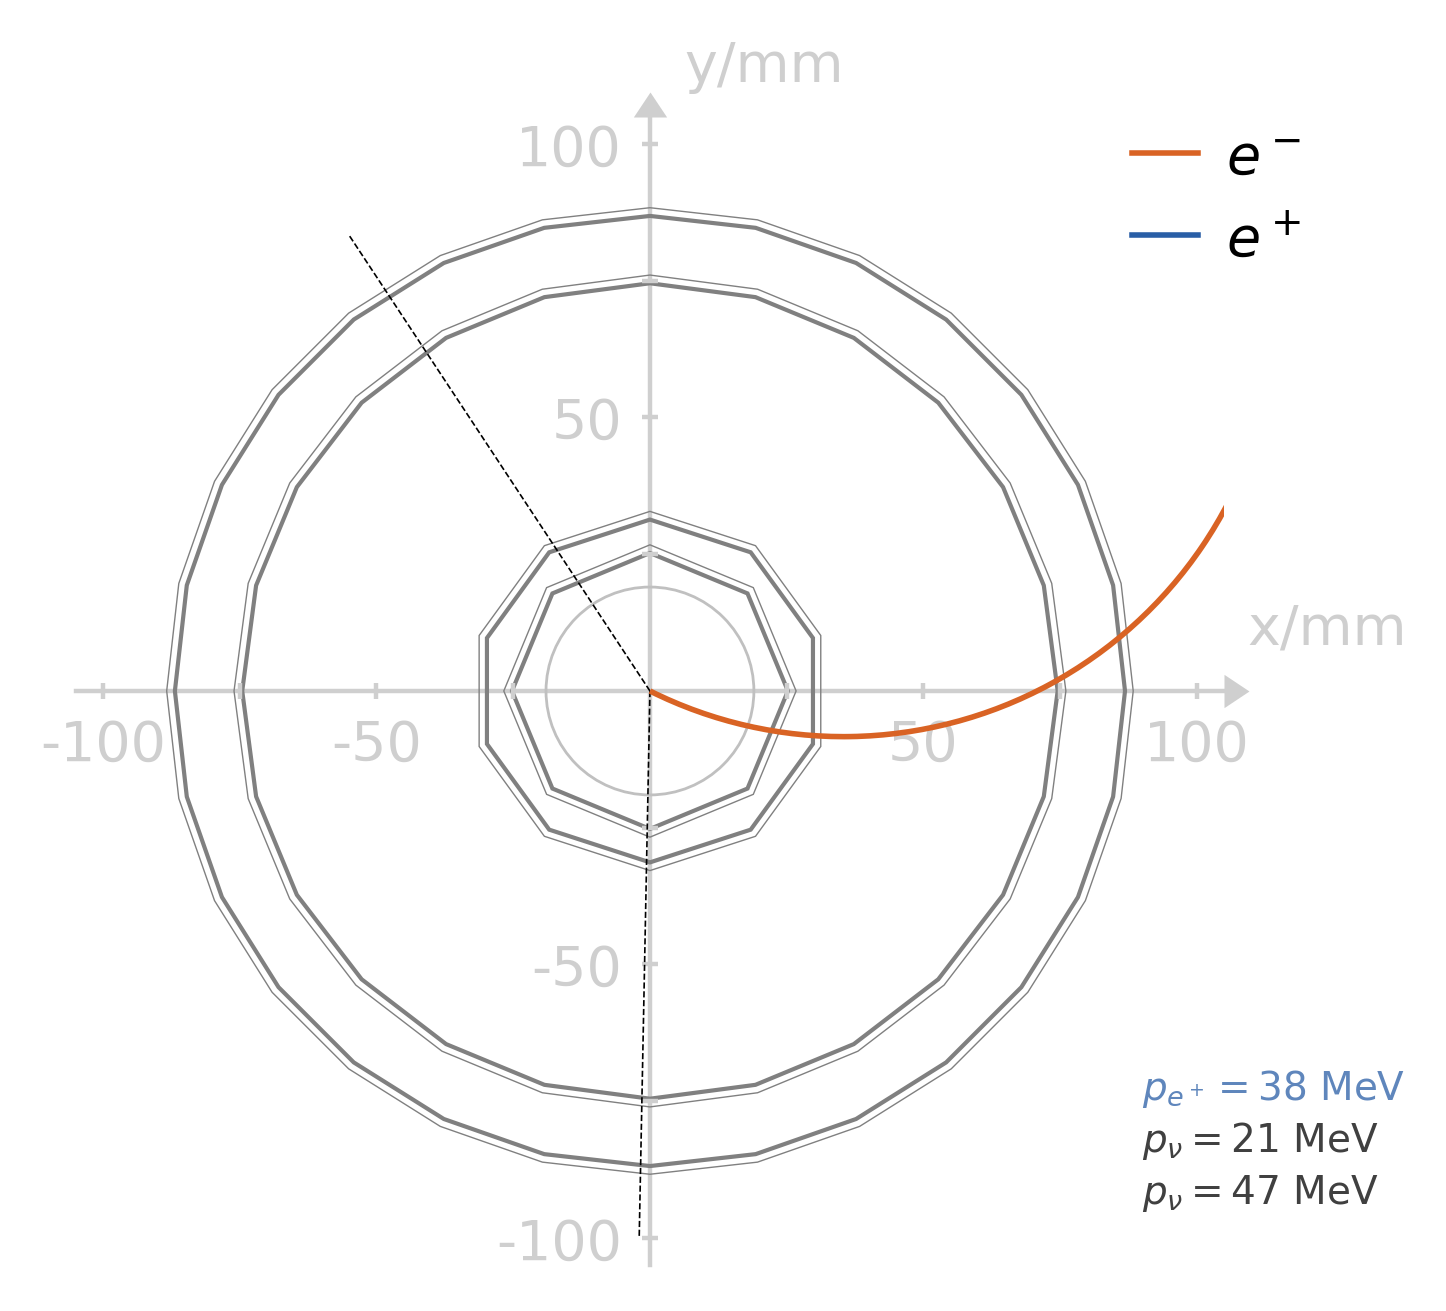 y/mm
100
e⁻
e⁺
50
x/mm
-100 -50 50 100
-50
p_{e⁺} = 38 MeV
p_ν = 21 MeV
p_ν = 47 MeV
-100